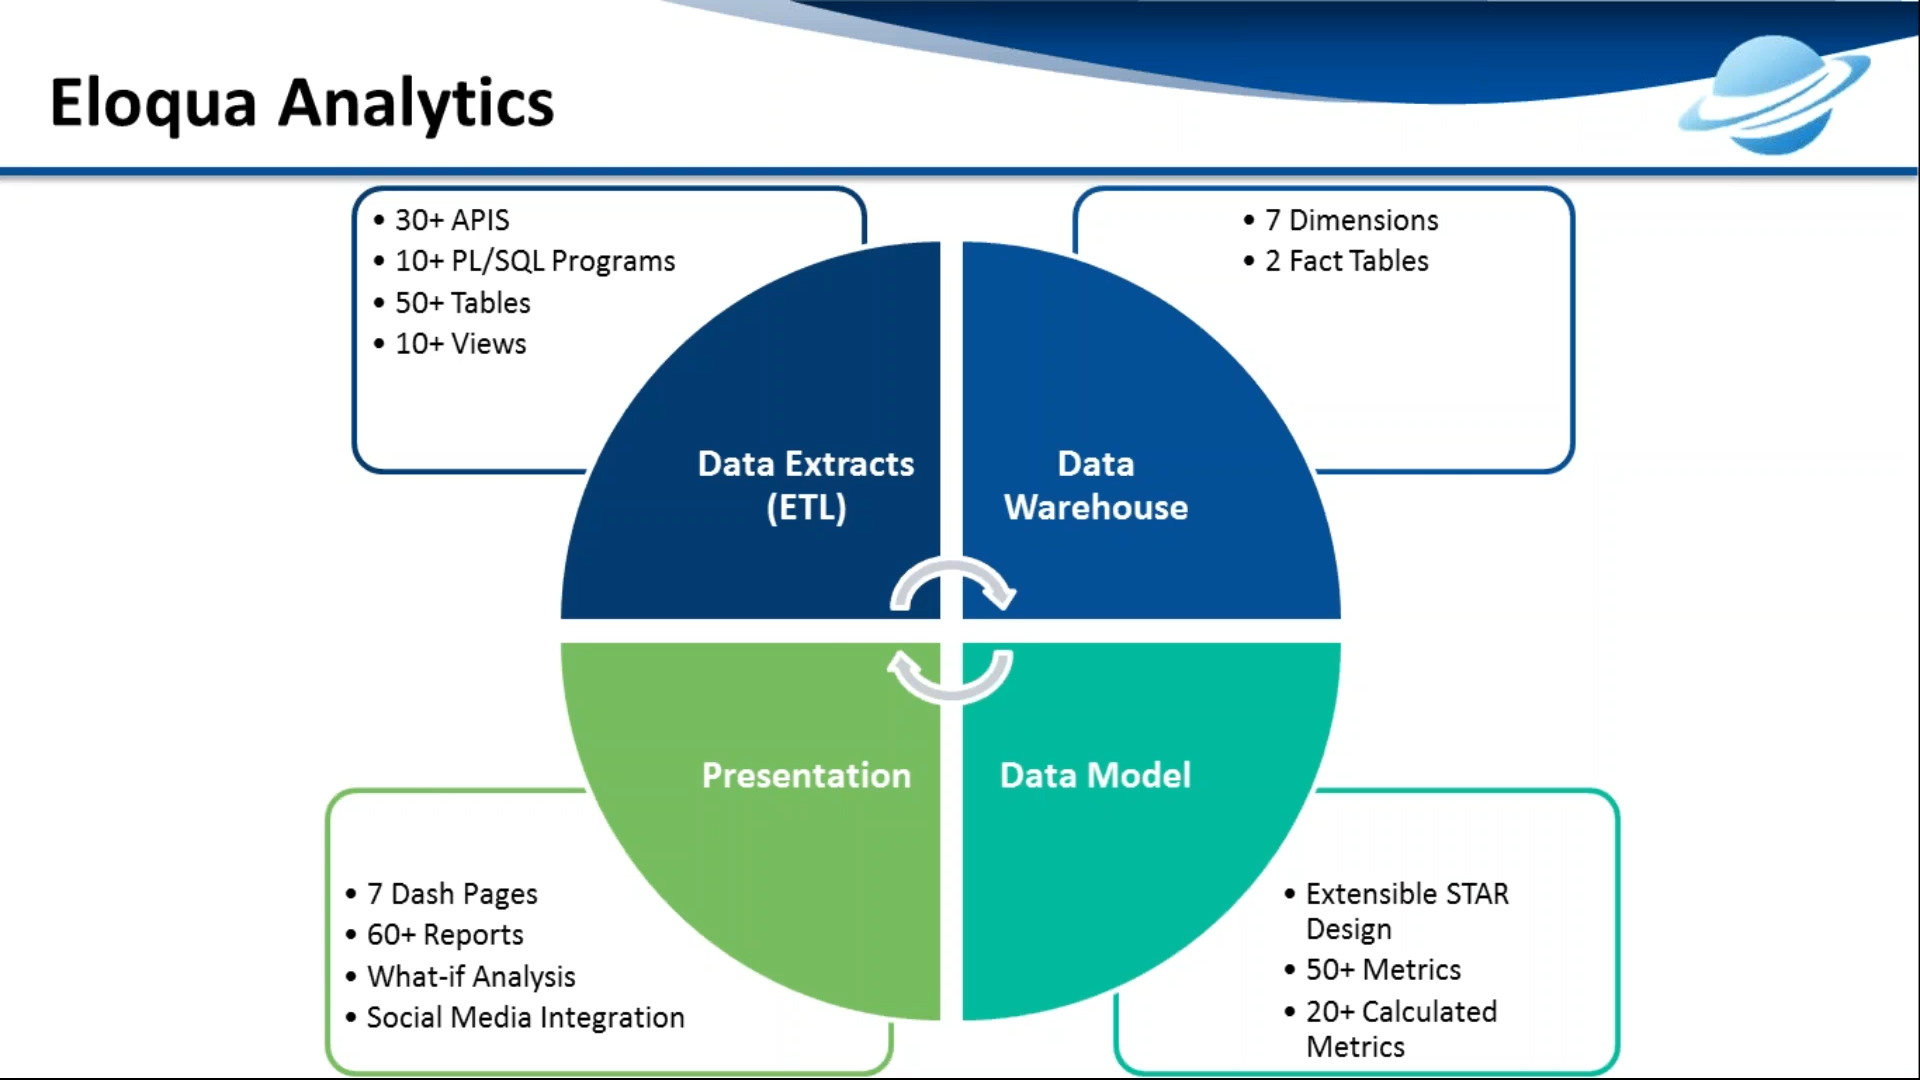 Eloqua Analytics
• 30+ APIS
• 10+ PL/SQL Programs
• 50+ Tables
• 10+ Views
• 7 Dimensions
• 2 Fact Tables
Data Extracts
(ETL)
Data
Warehouse
Presentation
Data Model
• 7 Dash Pages
• 60+ Reports
• What-if Analysis
• Social Media Integration
• Extensible STAR
Design
• 50+ Metrics
• 20+ Calculated
Metrics